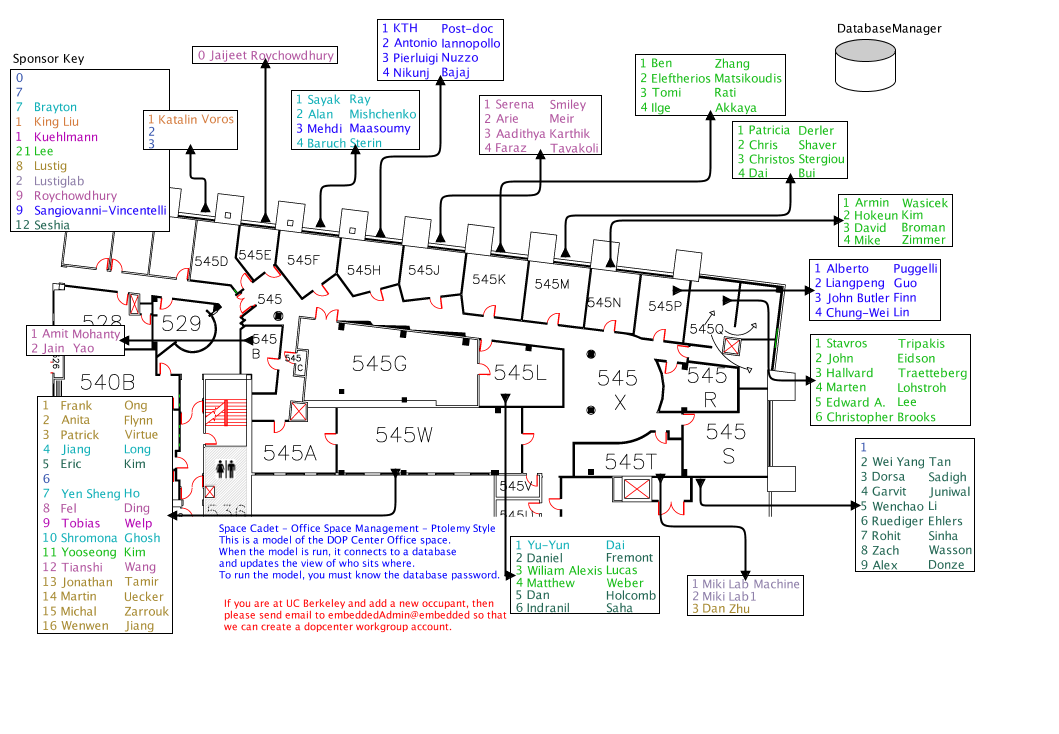 DatabaseManager
Sponsor Key
0
7
7 Brayton
1 King Liu
1 Kuehlmann
21 Lee
8 Lustig
2 Lustiglab
9 Roychowdhury
9 Sangiovanni-Vincentelli
12 Seshia
1 Katalin Voros
2
3
0 Jaijeet Roychowdhury
1 KTH Post-doc
2 Antonio Iannopollo
3 Pierluigi Nuzzo
4 Nikunj Bajaj
1 Sayak Ray
2 Alan Mishchenko
3 Mehdi Maasoumy
4 Baruch Sterin
1 Serena Smiley
2 Arie Meir
3 Aadithya Karthik
4 Faraz Tavakoli
1 Ben Zhang
2 Eleftherios Matsikoudis
3 Tomi Rati
4 Ilge Akkaya
1 Patricia Derler
2 Chris Shaver
3 Christos Stergiou
4 Dai Bui
1 Armin Wasicek
2 Hokeun Kim
3 David Broman
4 Mike Zimmer
1 Alberto Puggelli
2 Liangpeng Guo
3 John Butler Finn
4 Chung-Wei Lin
1 Stavros Tripakis
2 John Eidson
3 Hallvard Traetteberg
4 Marten Lohstroh
5 Edward A. Lee
6 Christopher Brooks
1
2 Wei Yang Tan
3 Dorsa Sadigh
4 Garvit Juniwal
5 Wenchao Li
6 Ruediger Ehlers
7 Rohit Sinha
8 Zach Wasson
9 Alex Donze
545D
545E
545F
545H
545J
545K
545M
545N
545P
545Q
545
528
529
545
B
545
C
545G
545L
545
X
545
R
545
S
540B
545A
545W
545T
545V
1 Amit Mohanty
2 Jain Yao
1 Frank Ong
2 Anita Flynn
3 Patrick Virtue
4 Jiang Long
5 Eric Kim
6
7 Yen Sheng Ho
8 Fel Ding
9 Tobias Welp
10 Shromona Ghosh
11 Yooseong Kim
12 Tianshi Wang
13 Jonathan Tamir
14 Martin Uecker
15 Michal Zarrouk
16 Wenwen Jiang
Space Cadet - Office Space Management - Ptolemy Style
This is a model of the DOP Center Office space.
When the model is run, it connects to a database
and updates the view of who sits where.
To run the model, you must know the database password.
If you are at UC Berkeley and add a new occupant, then
please send email to embeddedAdmin@embedded so that
we can create a dopcenter workgroup account.
1 Yu-Yun Dai
2 Daniel Fremont
3 Wiliam Alexis Lucas
4 Matthew Weber
5 Dan Holcomb
6 Indranil Saha
1 Miki Lab Machine
2 Miki Lab1
3 Dan Zhu